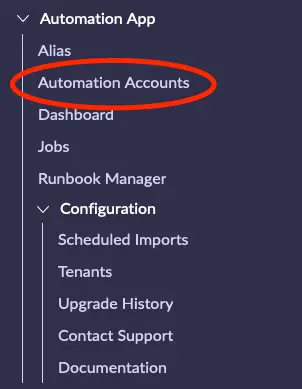 Automation App
Alias
Automation Accounts
Dashboard
Jobs
Runbook Manager
Configuration
Scheduled Imports
Tenants
Upgrade History
Contact Support
Documentation